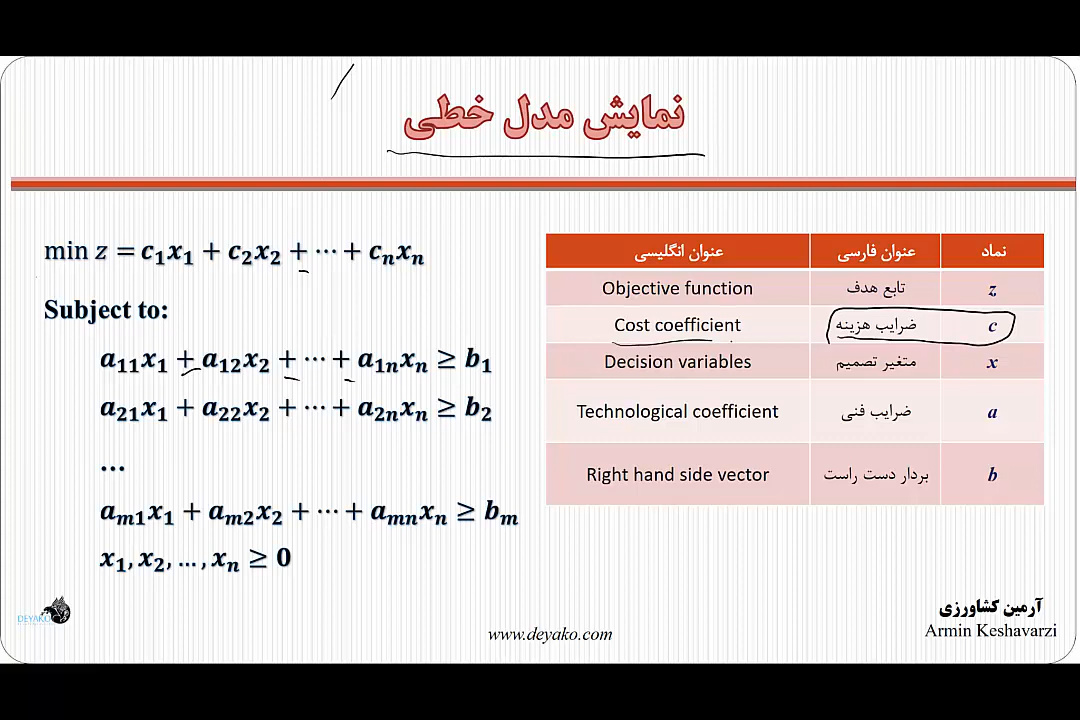 نمایش مدل خطی
min z = c₁x₁ + c₂x₂ + ⋯ + cₙxₙ
Subject to:
a₁₁x₁ + a₁₂x₂ + ⋯ + a₁ₙxₙ ≥ b₁
a₂₁x₁ + a₂₂x₂ + ⋯ + a₂ₙxₙ ≥ b₂
...
aₘ₁x₁ + aₘ₂x₂ + ⋯ + aₘₙxₙ ≥ bₘ
x₁, x₂, ..., xₙ ≥ 0
نماد عنوان فارسی عنوان انگلیسی
z تابع هدف Objective function
c ضرایب هزینه Cost coefficient
x متغیر تصمیم Decision variables
a ضرایب فنی Technological coefficient
b بردار دست راست Right hand side vector
DEYAKO
www.deyako.com
آرمین کشاورزی
Armin Keshavarzi